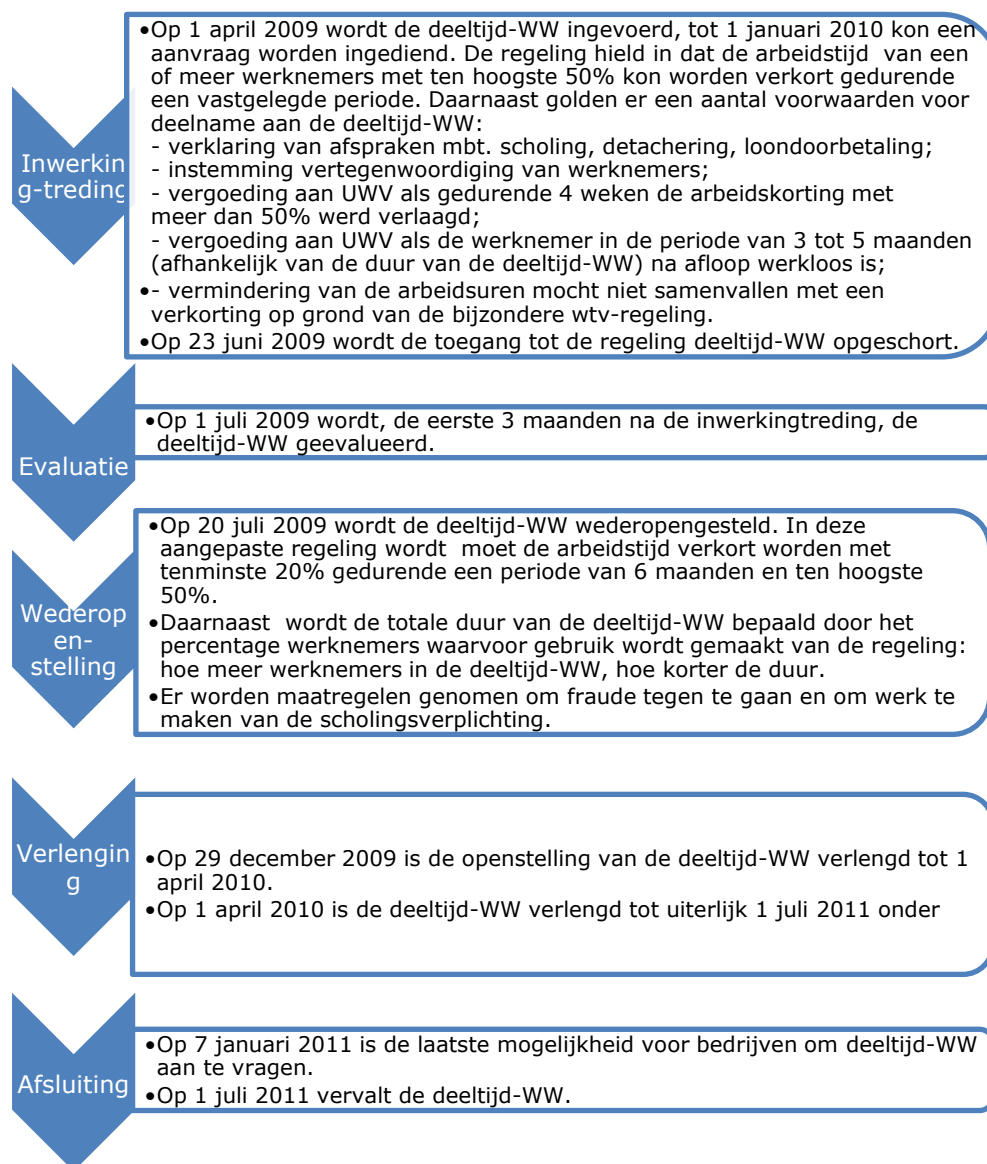 Inwerkin
g-treding
•Op 1 april 2009 wordt de deeltijd-WW ingevoerd, tot 1 januari 2010 kon een
aanvraag worden ingediend. De regeling hield in dat de arbeidstijd van een
of meer werknemers met ten hoogste 50% kon worden verkort gedurende
een vastgelegde periode. Daarnaast golden er een aantal voorwaarden voor
deelname aan de deeltijd-WW:
- verklaring van afspraken mbt. scholing, detachering, loondoorbetaling;
- instemming vertegenwoordiging van werknemers;
- vergoeding aan UWV als gedurende 4 weken de arbeidskorting met
meer dan 50% werd verlaagd;
- vergoeding aan UWV als de werknemer in de periode van 3 tot 5 maanden
(afhankelijk van de duur van de deeltijd-WW) na afloop werkloos is;
•- vermindering van de arbeidsuren mocht niet samenvallen met een
verkorting op grond van de bijzondere wtv-regeling.
•Op 23 juni 2009 wordt de toegang tot de regeling deeltijd-WW opgeschort.
Evaluatie
•Op 1 juli 2009 wordt, de eerste 3 maanden na de inwerkingtreding, de
deeltijd-WW geevalueerd.
Wederop
en-
stelling
•Op 20 juli 2009 wordt de deeltijd-WW wederopengesteld. In deze
aangepaste regeling wordt moet de arbeidstijd verkort worden met
tenminste 20% gedurende een periode van 6 maanden en ten hoogste
50%.
•Daarnaast wordt de totale duur van de deeltijd-WW bepaald door het
percentage werknemers waarvoor gebruik wordt gemaakt van de regeling:
hoe meer werknemers in de deeltijd-WW, hoe korter de duur.
•Er worden maatregelen genomen om fraude tegen te gaan en om werk te
maken van de scholingsverplichting.
Verlengin
g
•Op 29 december 2009 is de openstelling van de deeltijd-WW verlengd tot 1
april 2010.
•Op 1 april 2010 is de deeltijd-WW verlengd tot uiterlijk 1 juli 2011 onder
Afsluiting
•Op 7 januari 2011 is de laatste mogelijkheid voor bedrijven om deeltijd-WW
aan te vragen.
•Op 1 juli 2011 vervalt de deeltijd-WW.